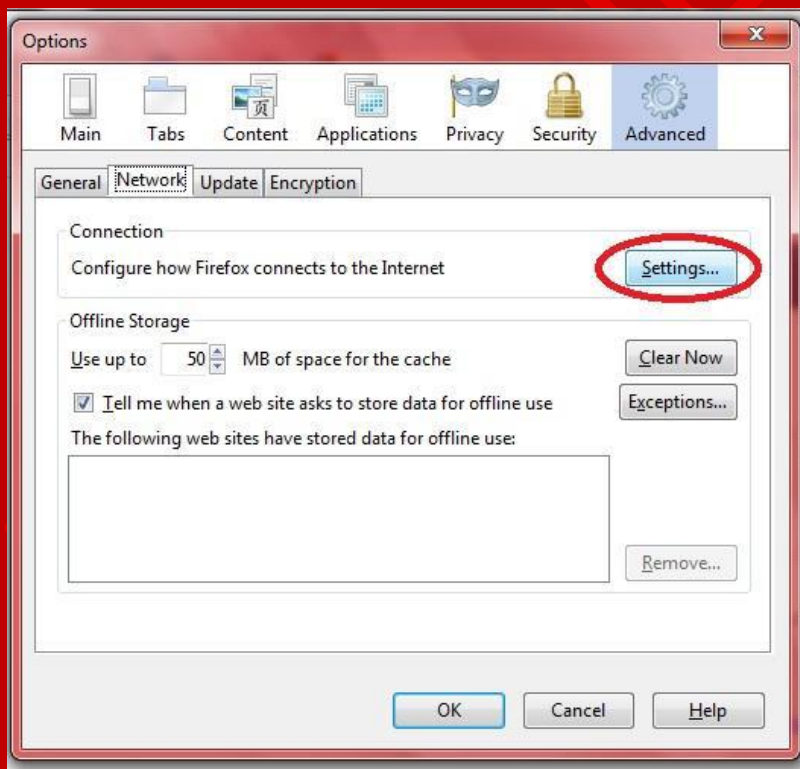 Options
x
Main Tabs Content Applications Privacy Security Advanced
页
General Network Update Encryption
Connection
Configure how Firefox connects to the Internet Settings...
Offline Storage
Use up to 50 MB of space for the cache Clear Now
Tell me when a web site asks to store data for offline use Exceptions...
The following web sites have stored data for offline use:
Remove...
OK Cancel Help